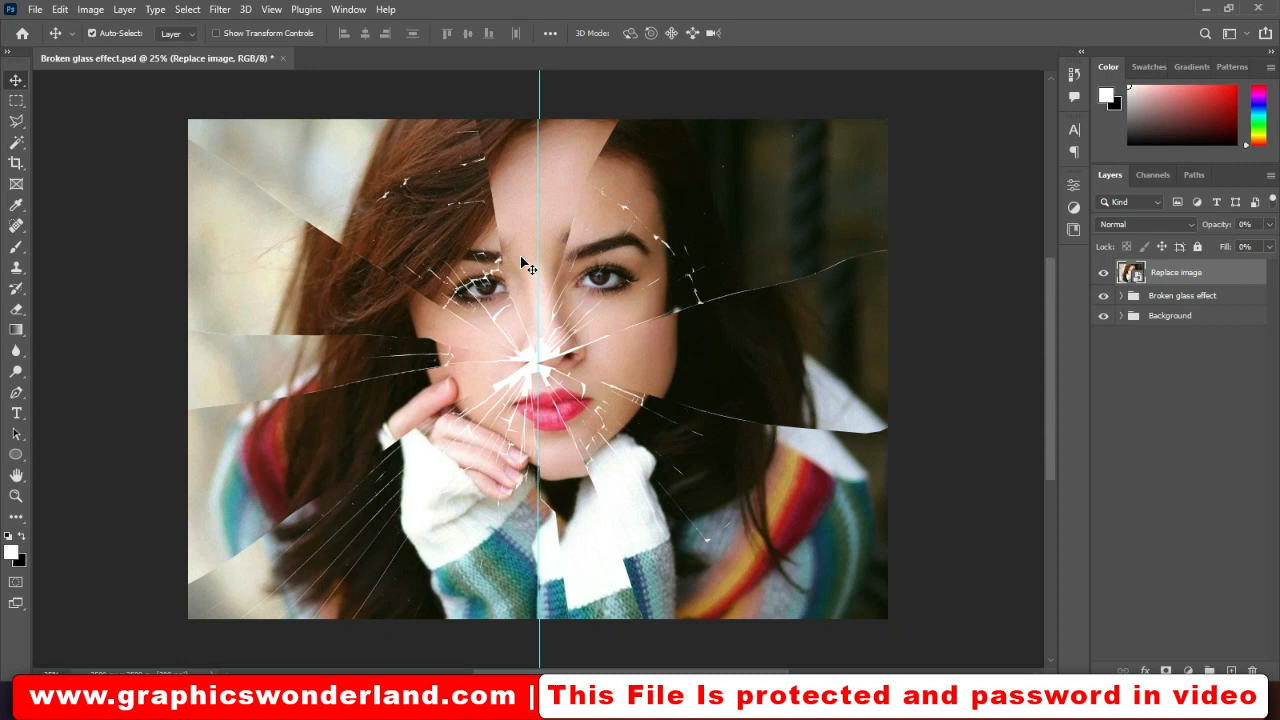 Ps File Edit Image Layer Type Select Filter 3D View Plugins Window Help
Auto-Select: Layer Show Transform Controls 3D Mode:
Broken glass effect.psd @ 25% (Replace image, RGB/8) *
Color Swatches Gradients Patterns
Layers Channels Paths
Kind
Normal Opacity: 0%
Lock: Fill: 0%
Replace image
Broken glass effect
Background
www.graphicswonderland.com | This File Is protected and password in video